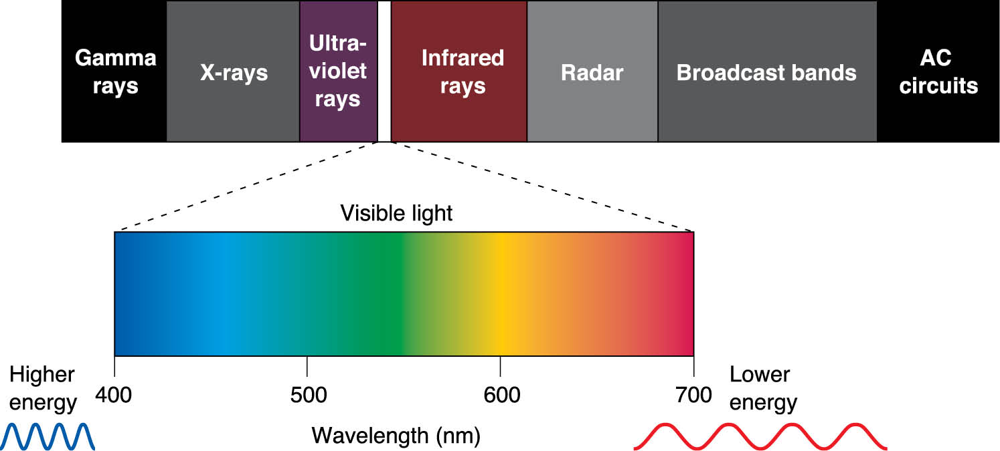 Gamma
rays
X-rays
Ultra-
violet
rays
Infrared
rays
Radar
Broadcast bands
AC
circuits
Visible light
Higher
energy
400
500
600
700
Lower
energy
Wavelength (nm)